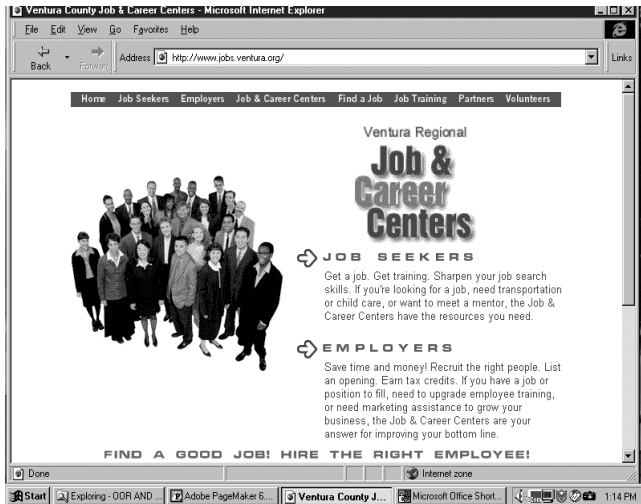 Ventura County Job & Career Centers - Microsoft Internet Explorer
File Edit View Go Favorites Help
Back Forward Address http://www.jobs.ventura.org/ Links
Home Job Seekers Employers Job & Career Centers Find a Job Job Training Partners Volunteers
Ventura Regional
Job &
Career
Centers
JOB SEEKERS
Get a job. Get training. Sharpen your job search
skills. If you're looking for a job, need transportation
or child care, or want to meet a mentor, the Job &
Career Centers have the resources you need.
EMPLOYERS
Save time and money! Recruit the right people. List
an opening. Earn tax credits. If you have a job or
position to fill, need to upgrade employee training,
or need marketing assistance to grow your
business, the Job & Career Centers are your
answer for improving your bottom line.
FIND A GOOD JOB! HIRE THE RIGHT EMPLOYEE!
Done Internet zone
Start Exploring - OOR AND ... Adobe PageMaker 6.... Ventura County J... Microsoft Office Short... 1:14 PM